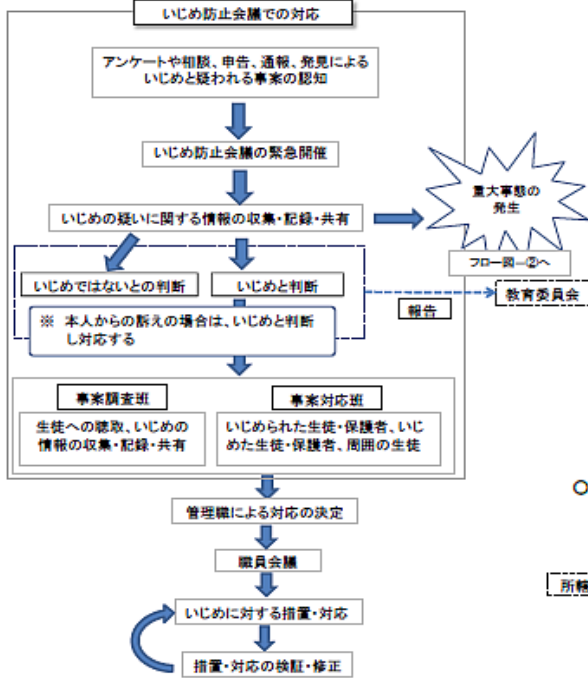 いじめ防止会議での対応
アンケートや相談、申告、通報、発見による
いじめと疑われる事案の認知
いじめ防止会議の緊急開催
重大事態の
発生
いじめの疑いに関する情報の収集・記録・共有
フロー図―②へ
いじめではないとの判断
いじめと判断
教育委員会
報告
※ 本人からの訴えの場合は、いじめと判断
し対応する
事案調査班
事案対応班
生徒への聴取、いじめの
情報の収集・記録・共有
いじめられた生徒・保護者、いじ
めた生徒・保護者、周囲の生徒
管理職による対応の決定
職員会議
所轄
いじめに対する措置・対応
措置・対応の検証・修正